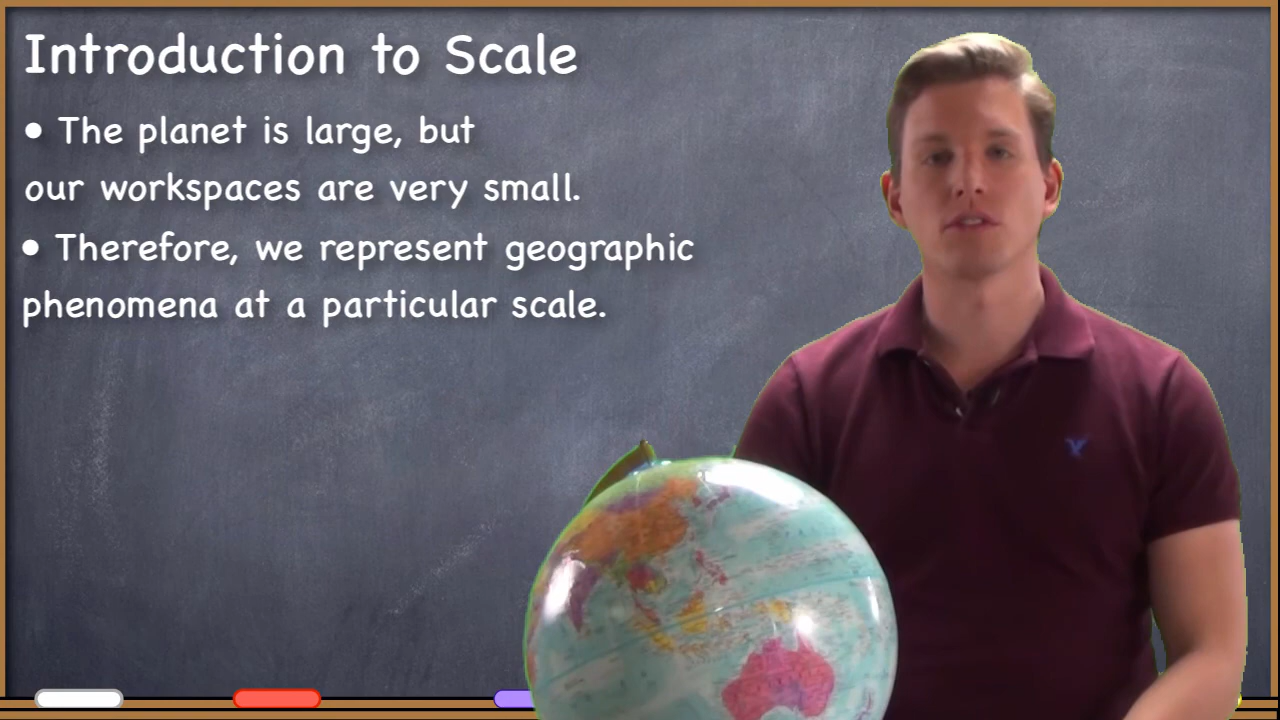 Introduction to Scale
• The planet is large, but
our workspaces are very small.
• Therefore, we represent geographic
phenomena at a particular scale.